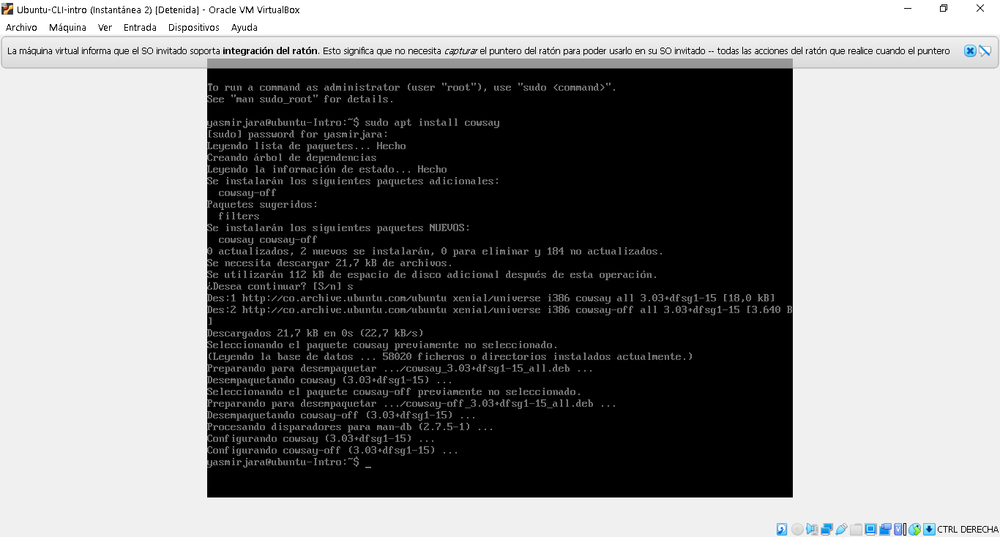 Ubuntu-CLI-intro (Instantánea 2) [Detenida] - Oracle VM VirtualBox
Archivo Máquina Ver Entrada Dispositivos Ayuda
La máquina virtual informa que el SO invitado soporta integración del ratón. Esto significa que no necesita capturar el puntero del ratón para poder usarlo en su SO invitado -- todas las acciones del ratón que realice cuando el puntero
To run a command as administrator (user "root"), use "sudo <command>".
See "man sudo_root" for details.
yasmirjara@ubuntu-Intro:~$ sudo apt install cowsay
[sudo] password for yasmirjara:
Leyendo lista de paquetes... Hecho
Creando árbol de dependencias
Leyendo la información de estado... Hecho
Se instalarán los siguientes paquetes adicionales:
cowsay-off
Paquetes sugeridos:
filters
Se instalarán los siguientes paquetes NUEVOS:
cowsay cowsay-off
0 actualizados, 2 nuevos se instalarán, 0 para eliminar y 184 no actualizados.
Se necesita descargar 21,7 kB de archivos.
Se utilizarán 112 kB de espacio de disco adicional después de esta operación.
¿Desea continuar? [S/n] s
Des:1 http://co.archive.ubuntu.com/ubuntu xenial/universe i386 cowsay all 3.03+dfsg1-15 [18,0 kB]
Des:2 http://co.archive.ubuntu.com/ubuntu xenial/universe i386 cowsay-off all 3.03+dfsg1-15 [3.640 B
]
Descargados 21,7 kB en 0s (22,7 kB/s)
Seleccionando el paquete cowsay previamente no seleccionado.
(Leyendo la base de datos ... 58020 ficheros o directorios instalados actualmente.)
Preparando para desempaquetar .../cowsay_3.03+dfsg1-15_all.deb ...
Desempaquetando cowsay (3.03+dfsg1-15) ...
Seleccionando el paquete cowsay-off previamente no seleccionado.
Preparando para desempaquetar .../cowsay-off_3.03+dfsg1-15_all.deb ...
Desempaquetando cowsay-off (3.03+dfsg1-15) ...
Procesando disparadores para man-db (2.7.5-1) ...
Configurando cowsay (3.03+dfsg1-15) ...
Configurando cowsay-off (3.03+dfsg1-15) ...
yasmirjara@ubuntu-Intro:~$ _
CTRL DERECHA